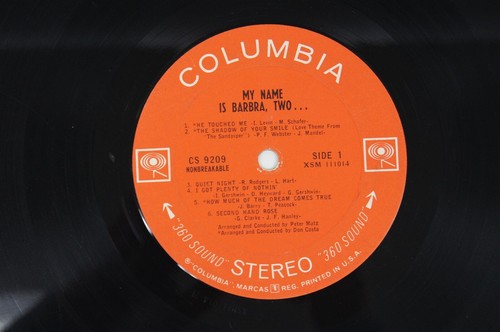 COLUMBIA
MY NAME
IS BARBRA, TWO...
1. *HE TOUCHED ME -I. Levin - M. Schafer-
2. *THE SHADOW OF YOUR SMILE (Love Theme From
"The Sandpiper") -P. F. Webster - J. Mandel-
CS 9209
NONBREAKABLE
SIDE 1
XSM 111014
3. QUIET NIGHT -R. Rodgers - L. Hart-
4. I GOT PLENTY OF NOTHIN'
-I. Gershwin - D. Heyward - G. Gershwin-
5. *HOW MUCH OF THE DREAM COMES TRUE
-J. Barry - T. Peacock-
6. SECOND HAND ROSE
-G. Clarke - J. F. Hanley-
Arranged and Conducted by Peter Matz
*Arranged and Conducted by Don Costa
"360 SOUND" STEREO "360 SOUND"
® "COLUMBIA", MARCAS REG. PRINTED IN U.S.A.